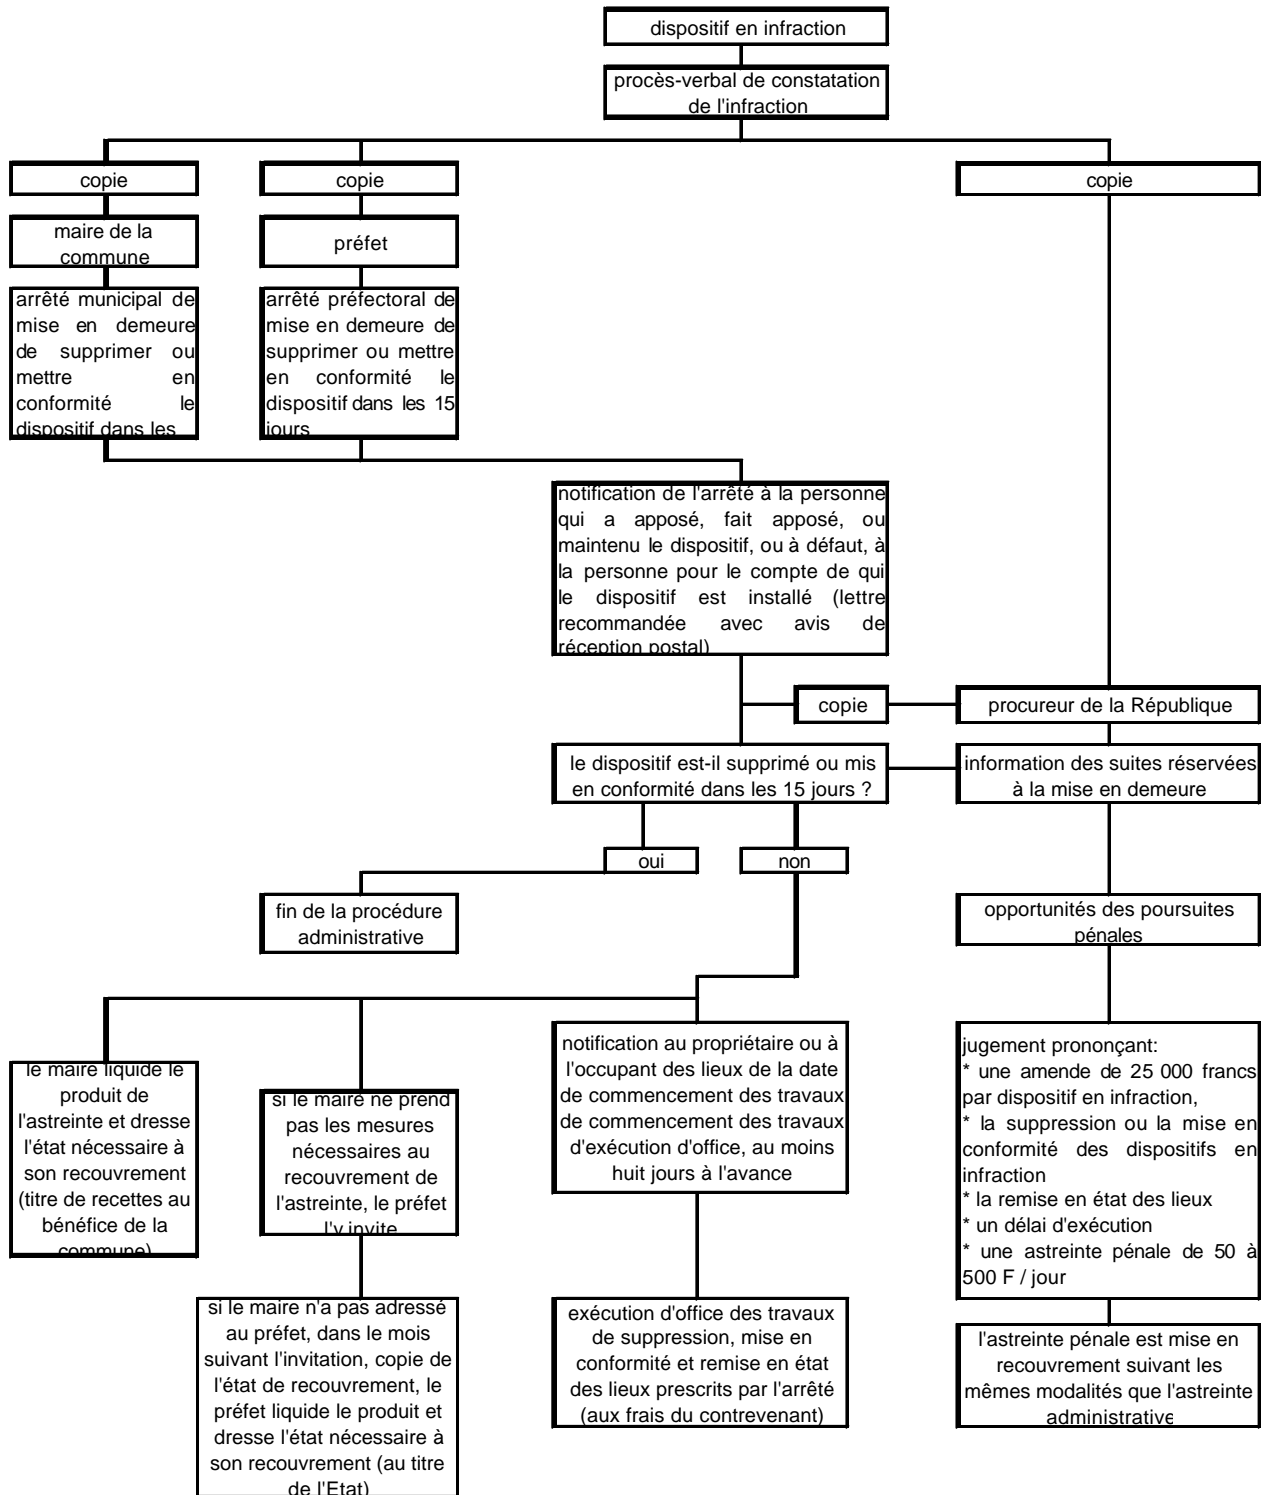 dispositif en infraction
procès-verbal de constatation
de l'infraction
copie
copie
copie
maire de la
commune
préfet
arrêté municipal de
mise en demeure
de supprimer ou
mettre en
conformité le
dispositif dans les
arrêté préfectoral de
mise en demeure de
supprimer ou mettre
en conformité le
dispositif dans les 15
jours
notification de l'arrêté à la personne
qui a apposé, fait apposé, ou
maintenu le dispositif, ou à défaut, à
la personne pour le compte de qui
le dispositif est installé (lettre
recommandée avec avis de
réception postal)
copie
procureur de la République
le dispositif est-il supprimé ou mis
en conformité dans les 15 jours ?
information des suites réservées
à la mise en demeure
oui
non
fin de la procédure
administrative
opportunités des poursuites
pénales
le maire liquide le
produit de
l'astreinte et dresse
l'état nécessaire à
son recouvrement
(titre de recettes au
bénéfice de la
commune)
si le maire ne prend
pas les mesures
nécessaires au
recouvrement de
l'astreinte, le préfet
l'y invite
notification au propriétaire ou à
l'occupant des lieux de la date
de commencement des travaux
de commencement des travaux
d'exécution d'office, au moins
huit jours à l'avance
jugement prononçant:
* une amende de 25 000 francs
par dispositif en infraction,
* la suppression ou la mise en
conformité des dispositifs en
infraction
* la remise en état des lieux
* un délai d'exécution
* une astreinte pénale de 50 à
500 F / jour
si le maire n'a pas adressé
au préfet, dans le mois
suivant l'invitation, copie de
l'état de recouvrement, le
préfet liquide le produit et
dresse l'état nécessaire à
son recouvrement (au titre
de l'Etat)
exécution d'office des travaux
de suppression, mise en
conformité et remise en état
des lieux prescrits par l'arrêté
(aux frais du contrevenant)
l'astreinte pénale est mise en
recouvrement suivant les
mêmes modalités que l'astreinte
administrative